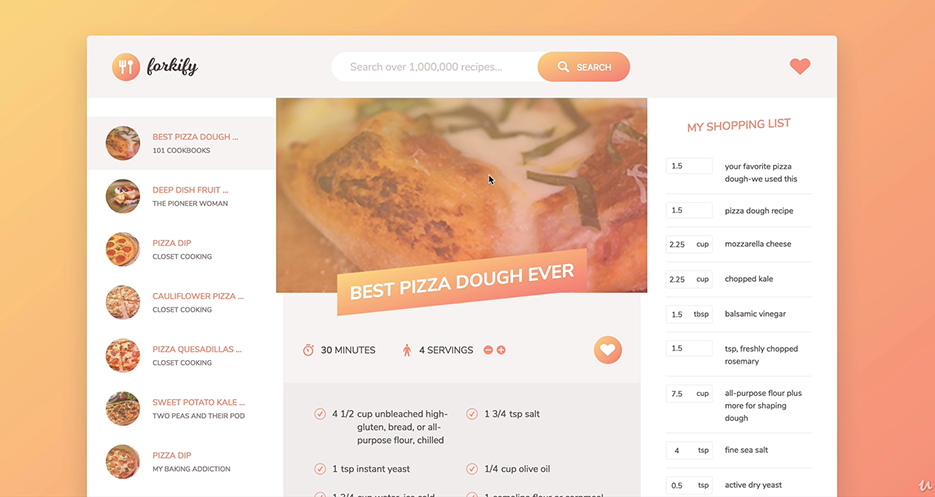 forkify
Search over 1,000,000 recipes...
SEARCH
BEST PIZZA DOUGH ...
101 COOKBOOKS
DEEP DISH FRUIT ...
THE PIONEER WOMAN
PIZZA DIP
CLOSET COOKING
CAULIFLOWER PIZZA ...
CLOSET COOKING
PIZZA QUESADILLAS ...
CLOSET COOKING
SWEET POTATO KALE ...
TWO PEAS AND THEIR POD
PIZZA DIP
MY BAKING ADDICTION
BEST PIZZA DOUGH EVER
30 MINUTES
4 SERVINGS
4 1/2 cup unbleached high-
gluten, bread, or all-
purpose flour, chilled
1 3/4 tsp salt
1 tsp instant yeast
1/4 cup olive oil
MY SHOPPING LIST
1.5 your favorite pizza
dough-we used this
1.5 pizza dough recipe
2.25 cup mozzarella cheese
2.25 cup chopped kale
1.5 tbsp balsamic vinegar
1.5 tsp, freshly chopped
rosemary
7.5 cup all-purpose flour plus
more for shaping
dough
4 tsp fine sea salt
0.5 tsp active dry yeast